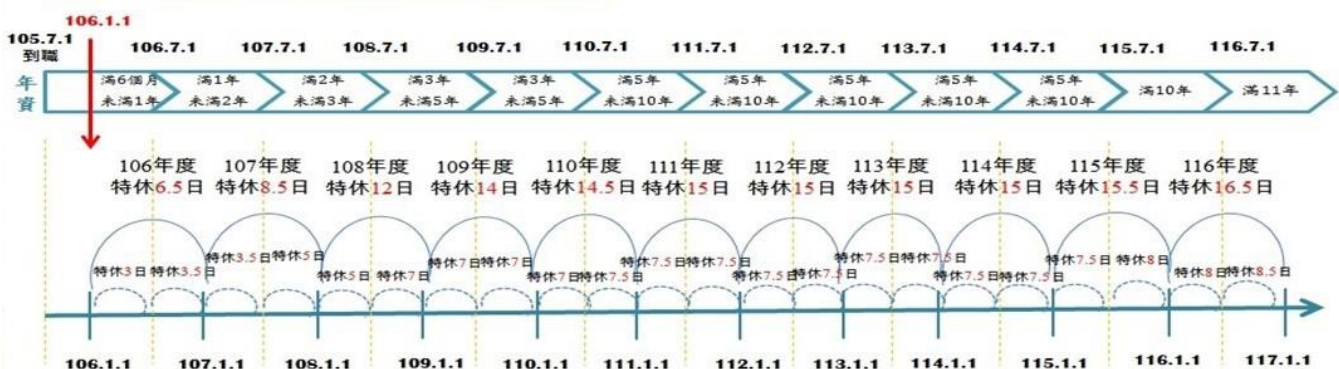 106.1.1
105.7.1 106.7.1 107.7.1 108.7.1 109.7.1 110.7.1 111.7.1 112.7.1 113.7.1 114.7.1 115.7.1 116.7.1
到職
年資
滿6個月 滿1年 滿2年 滿3年 滿3年 滿5年 滿5年 滿5年 滿5年 滿5年 滿10年 滿11年
未滿1年 未滿2年 未滿3年 未滿5年 未滿5年 未滿10年 未滿10年 未滿10年 未滿10年 未滿10年
106年度 107年度 108年度 109年度 110年度 111年度 112年度 113年度 114年度 115年度 116年度
特休6.5日 特休8.5日 特休12日 特休14日 特休14.5日 特休15日 特休15日 特休15日 特休15日 特休15.5日 特休16.5日
特休3日 特休3.5日 特休3.5日 特休5日 特休5日 特休7日 特休7日 特休7日 特休7日 特休7.5日 特休7.5日 特休7.5日 特休7.5日 特休7.5日 特休7.5日 特休7.5日 特休7.5日 特休7.5日 特休7.5日 特休8日 特休8日 特休8.5日
106.1.1 107.1.1 108.1.1 109.1.1 110.1.1 111.1.1 112.1.1 113.1.1 114.1.1 115.1.1 116.1.1 117.1.1